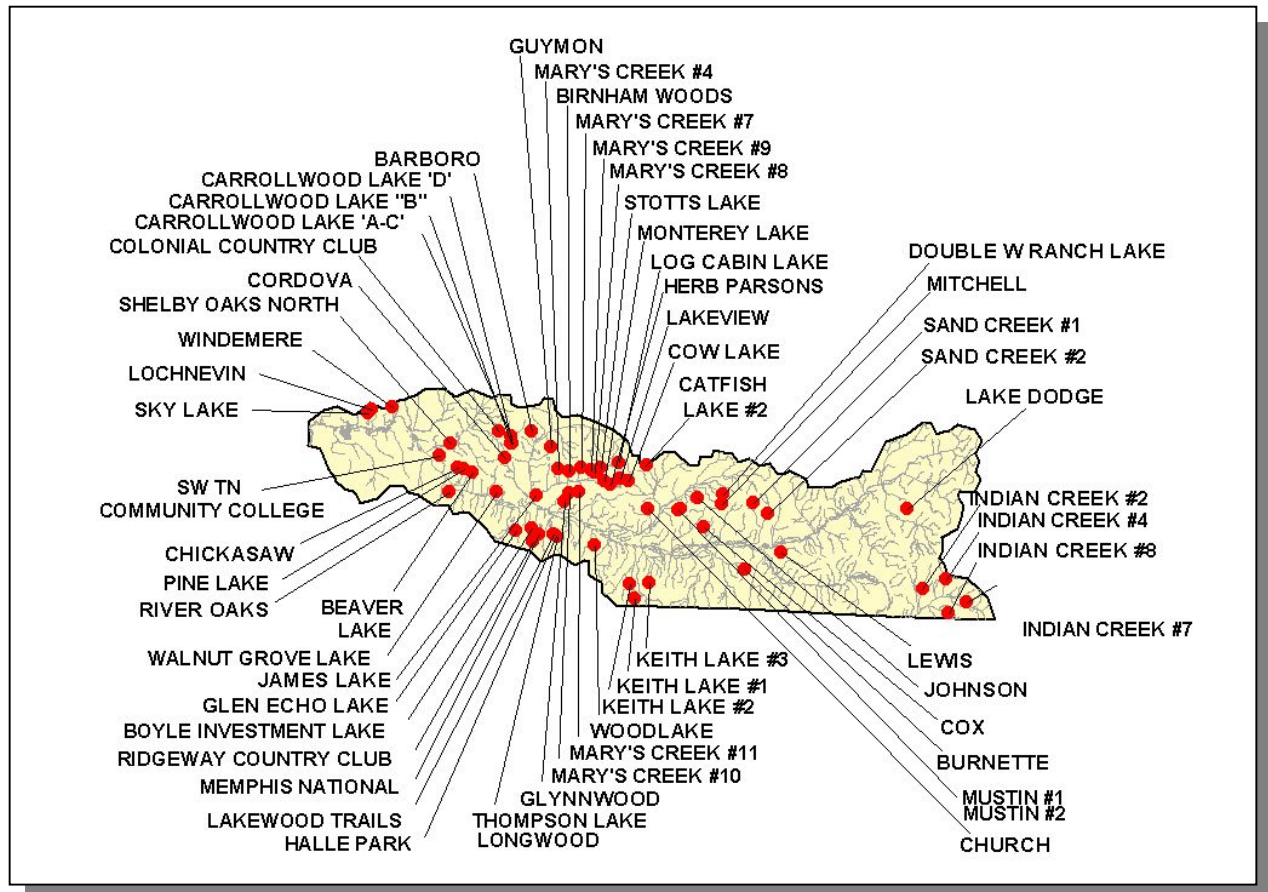 GUYMON
MARY'S CREEK #4
BIRNHAM WOODS
MARY'S CREEK #7
MARY'S CREEK #9
MARY'S CREEK #8
BARBORO
CARROLLWOOD LAKE 'D'
CARROLLWOOD LAKE "B"
CARROLLWOOD LAKE 'A-C'
COLONIAL COUNTRY CLUB
CORDOVA
SHELBY OAKS NORTH
WINDEMERE
LOCHNEVIN
SKY LAKE
STOTTS LAKE
MONTEREY LAKE
LOG CABIN LAKE
HERB PARSONS
LAKEVIEW
COW LAKE
CATFISH
LAKE #2
DOUBLE W RANCH LAKE
MITCHELL
SAND CREEK #1
SAND CREEK #2
LAKE DODGE
INDIAN CREEK #2
INDIAN CREEK #4
INDIAN CREEK #8
INDIAN CREEK #7
SW TN
COMMUNITY COLLEGE
CHICKASAW
PINE LAKE
RIVER OAKS
BEAVER
LAKE
WALNUT GROVE LAKE
JAMES LAKE
GLEN ECHO LAKE
BOYLE INVESTMENT LAKE
RIDGEWAY COUNTRY CLUB
MEMPHIS NATIONAL
LAKEWOOD TRAILS
HALLE PARK
KEITH LAKE #3
KEITH LAKE #1
KEITH LAKE #2
WOODLAKE
MARY'S CREEK #11
MARY'S CREEK #10
GLYNNWOOD
THOMPSON LAKE
LONGWOOD
LEWIS
JOHNSON
COX
BURNETTE
MUSTIN #1
MUSTIN #2
CHURCH